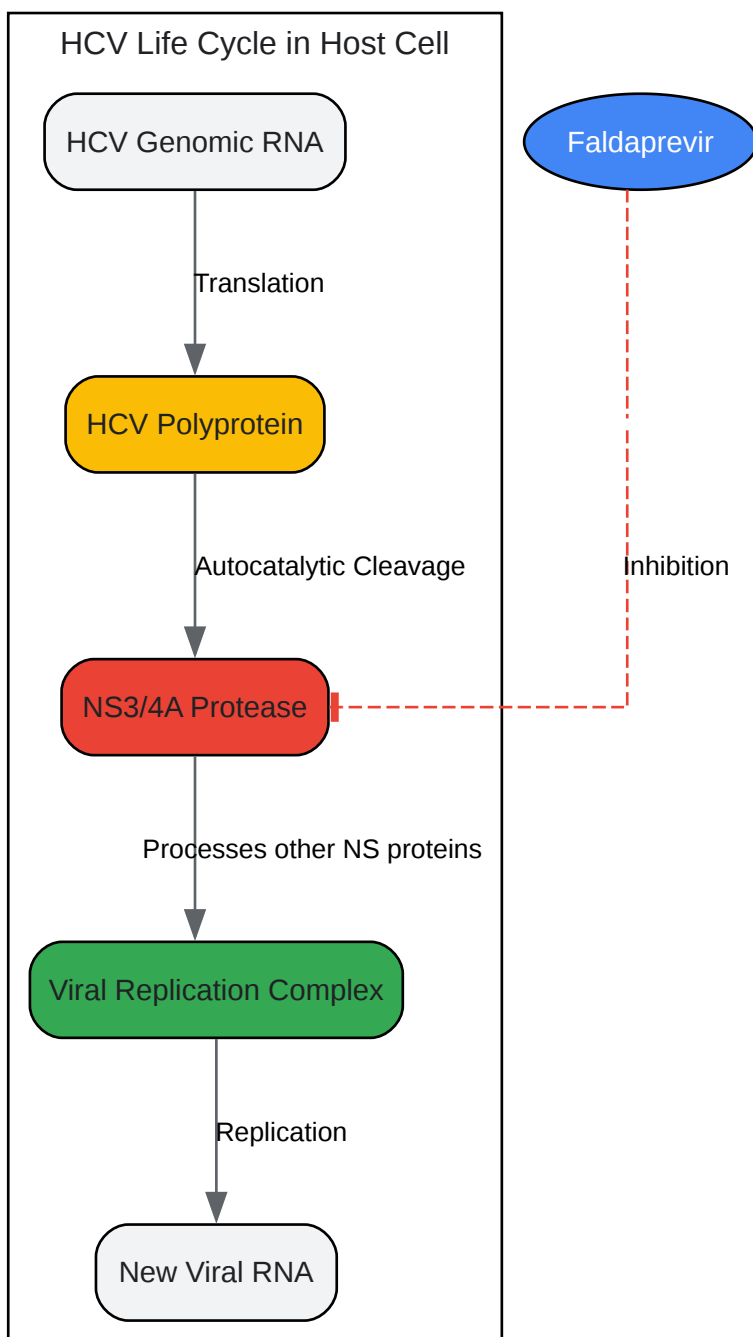 HCV Life Cycle in Host Cell
HCV Genomic RNA
Faldaprevir
Translation
HCV Polyprotein
Autocatalytic Cleavage
Inhibition
NS3/4A Protease
Processes other NS proteins
Viral Replication Complex
Replication
New Viral RNA